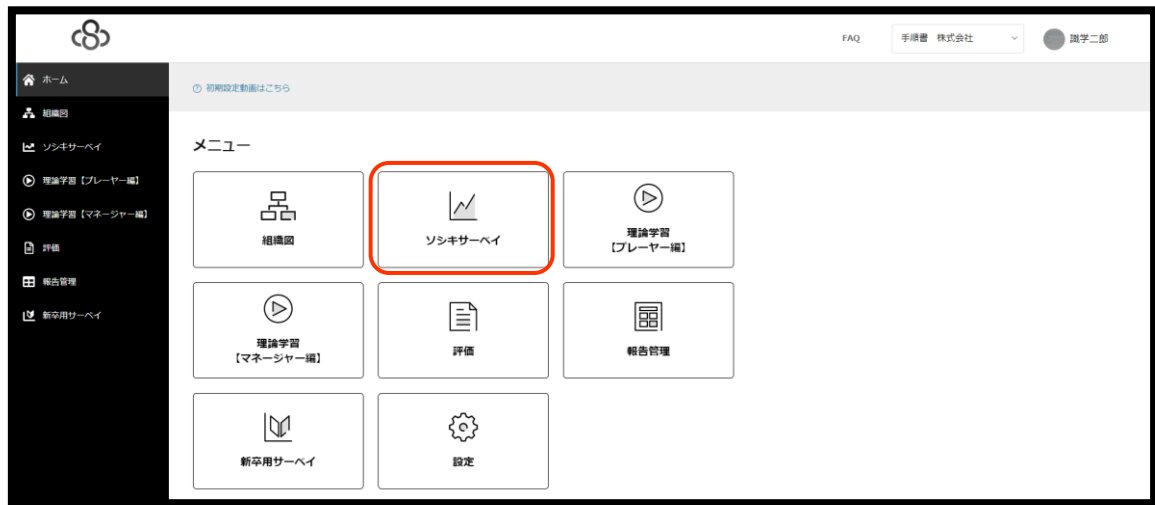 FAQ
手順書 株式会社
識学二郎
ホーム
組織図
ソシキサーベイ
理論学習【プレーヤー編】
理論学習【マネージャー編】
評価
報告管理
新卒用サーベイ
初期設定動画はこちら
メニュー
組織図
ソシキサーベイ
理論学習
【プレーヤー編】
理論学習
【マネージャー編】
評価
報告管理
新卒用サーベイ
設定